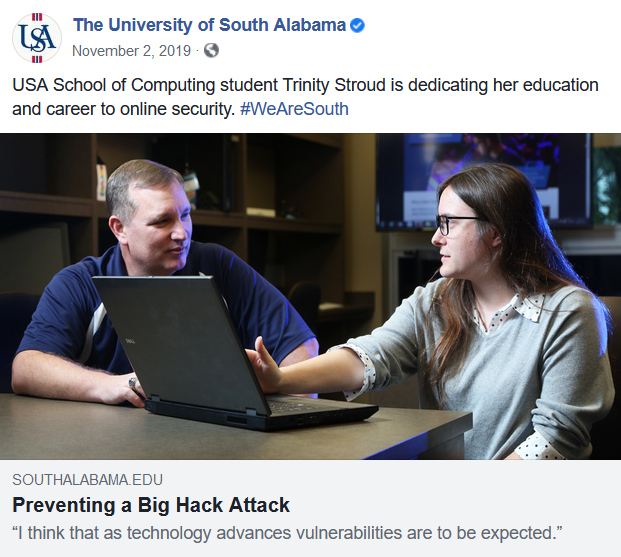 USA
The University of South Alabama
November 2, 2019 ·
USA School of Computing student Trinity Stroud is dedicating her education
and career to online security. #WeAreSouth
DELL
SOUTHALABAMA.EDU
Preventing a Big Hack Attack
“I think that as technology advances vulnerabilities are to be expected.”